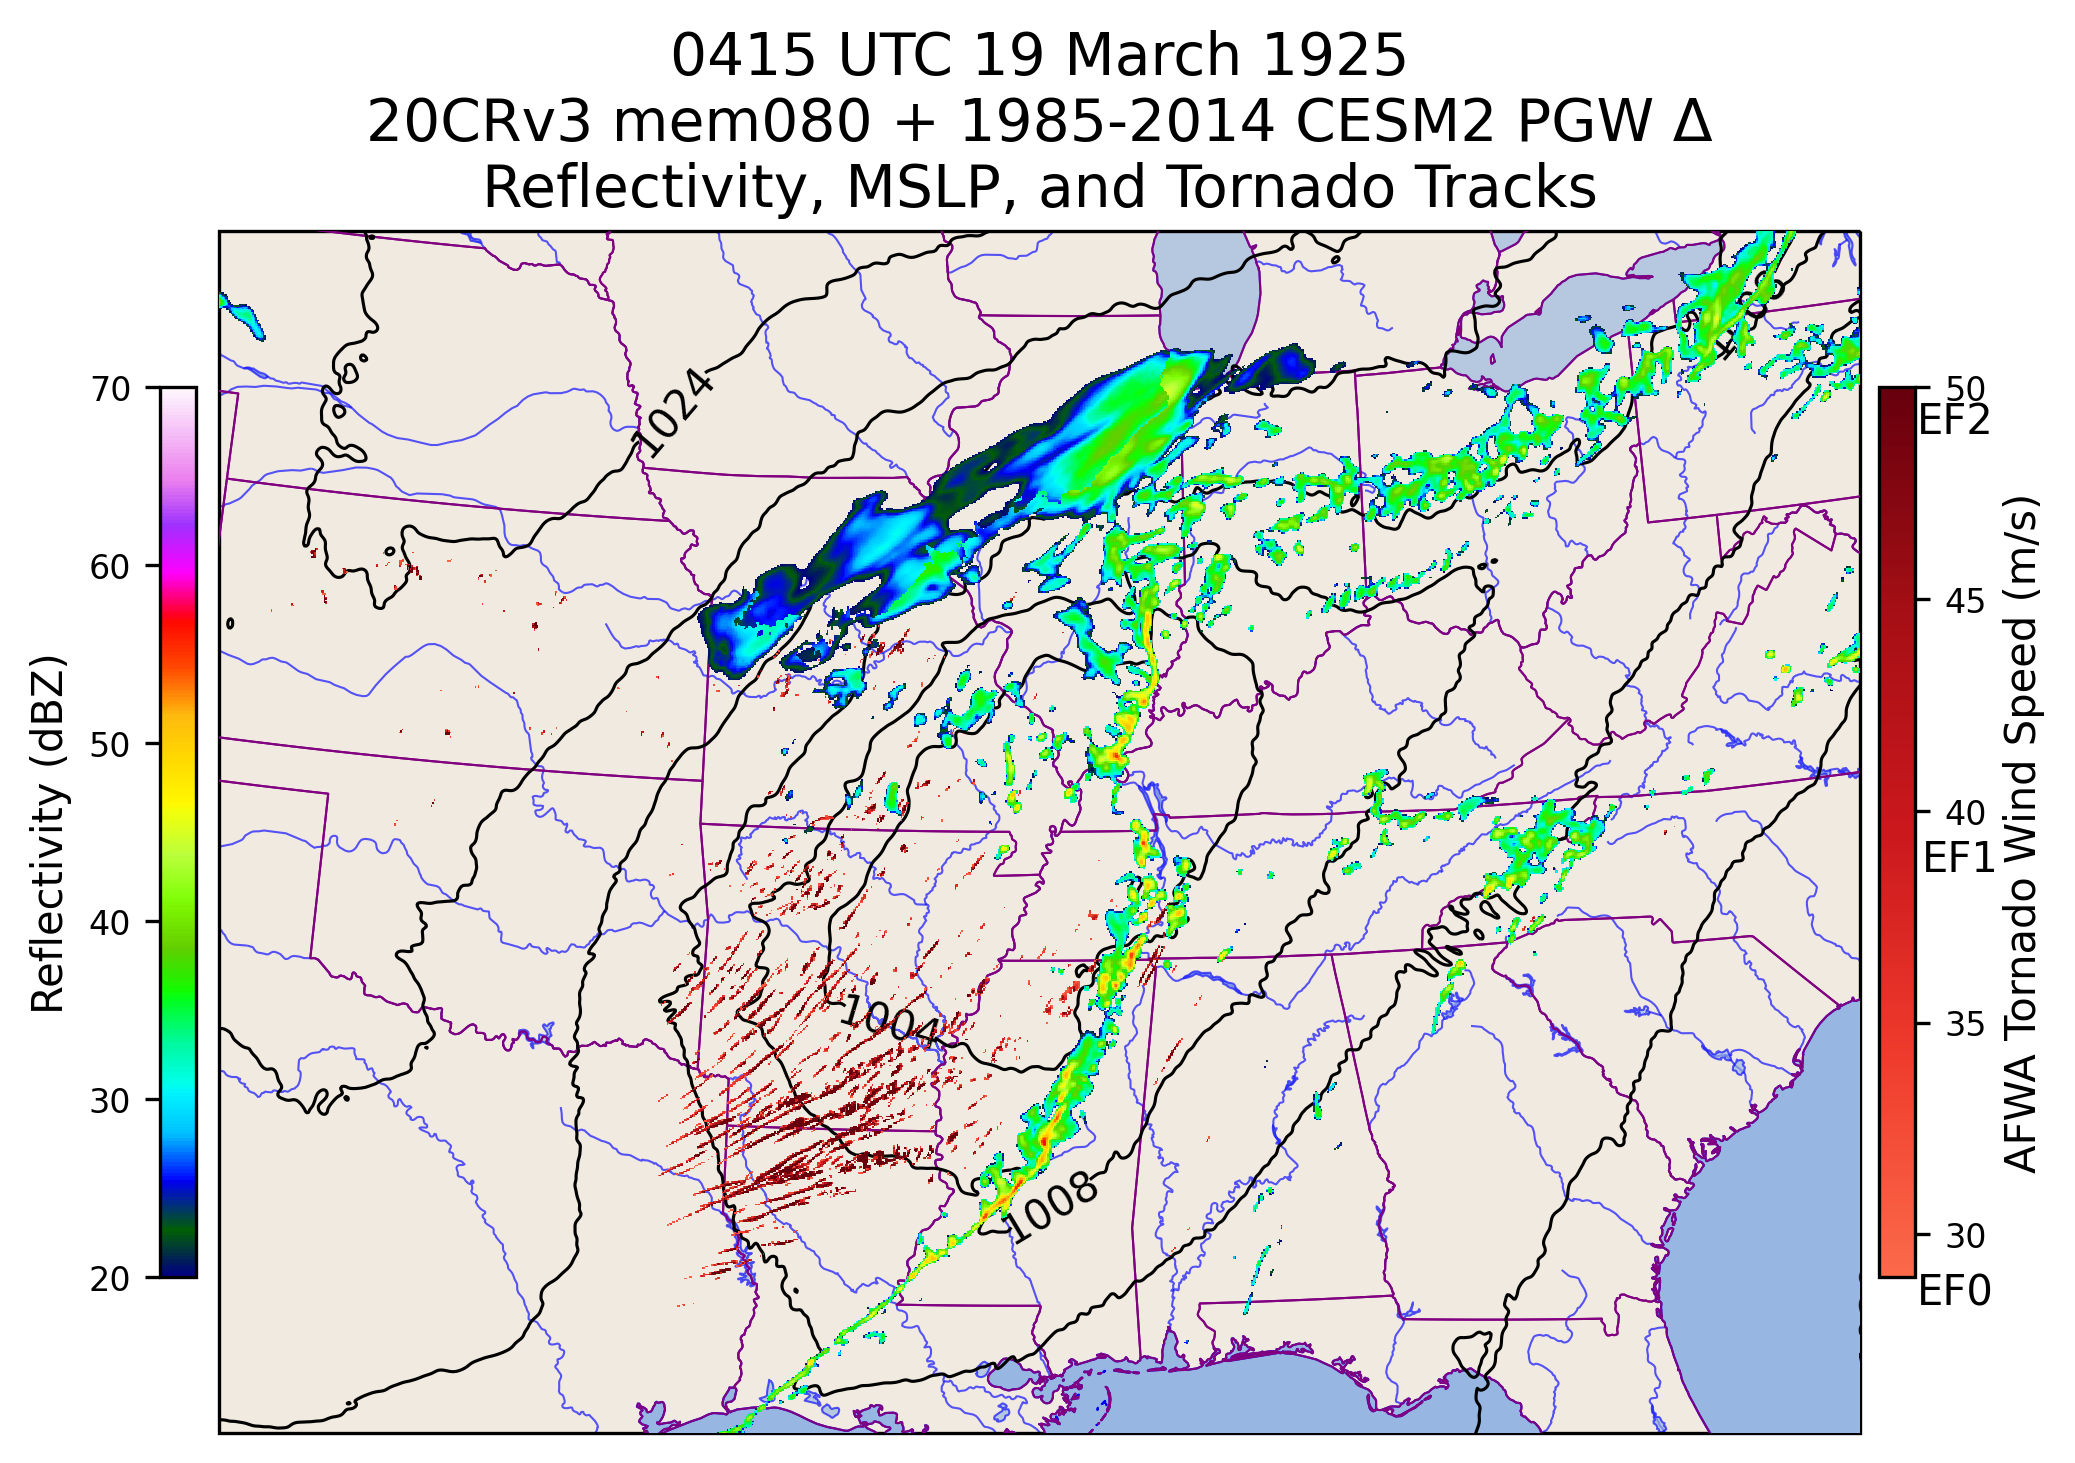 0415 UTC 19 March 1925
20CRv3 mem080 + 1985-2014 CESM2 PGW Δ
Reflectivity, MSLP, and Tornado Tracks
1024
1004
1008
70
60
50
40
30
20
Reflectivity (dBZ)
50
EF2
45
40
EF1
35
30
EF0
AFWA Tornado Wind Speed (m/s)